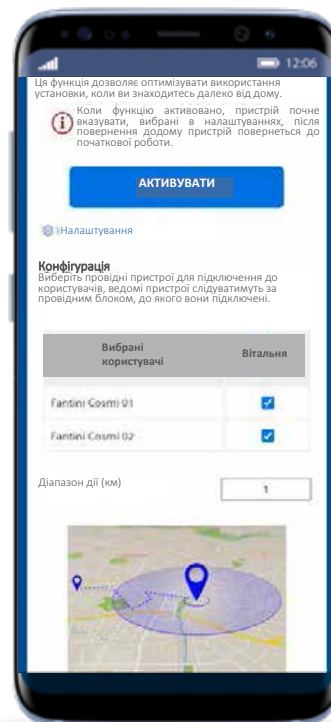 12:06
Ця функція дозволяє оптимізувати використання
установки, коли ви знаходитесь далеко від дому.
Коли функцію активовано, пристрій почне
вказувати, вибрані в налаштуваннях, після
повернення додому пристрій повернеться до
початкової роботи.
АКТИВУВАТИ
Налаштування
Конфігурація
Виберіть провідні пристрої для підключення до
користувачів, ведомі пристрої слідуватимуть за
провідним блоком, до якого вони підключені.
Вибрані Вітальня
користувачі
Fantini Cosmi 01
Fantini Cosmi 02
Діапазон дії (км) 1